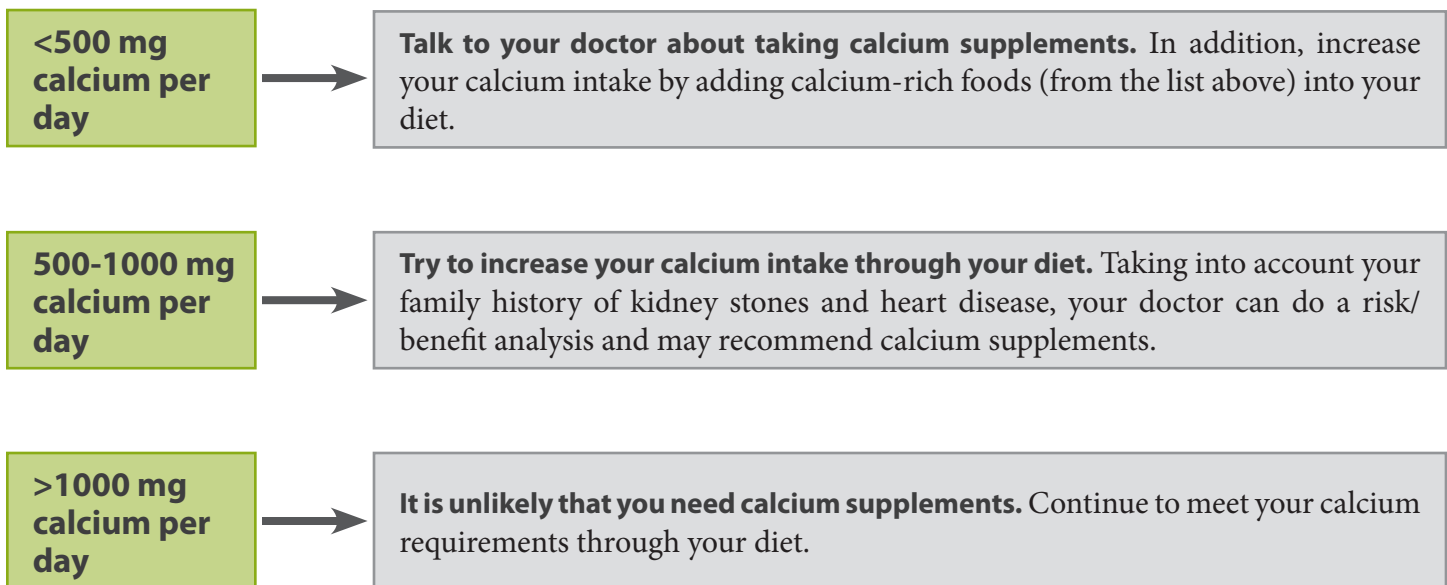 <500 mg
calcium per
day
Talk to your doctor about taking calcium supplements. In addition, increase
your calcium intake by adding calcium-rich foods (from the list above) into your
diet.
500-1000 mg
calcium per
day
Try to increase your calcium intake through your diet. Taking into account your
family history of kidney stones and heart disease, your doctor can do a risk/
benefit analysis and may recommend calcium supplements.
>1000 mg
calcium per
day
It is unlikely that you need calcium supplements. Continue to meet your calcium
requirements through your diet.